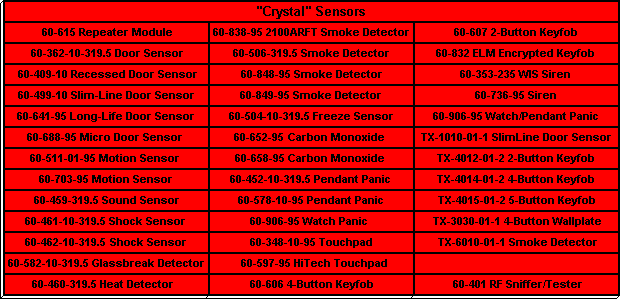 "Crystal" Sensors
60-615 Repeater Module 60-838-95 2100ARFT Smoke Detector 60-607 2-Button Keyfob
60-362-10-319.5 Door Sensor 60-506-319.5 Smoke Detector 60-832 ELM Encrypted Keyfob
60-409-10 Recessed Door Sensor 60-848-95 Smoke Detector 60-353-235 WIS Siren
60-499-10 Slim-Line Door Sensor 60-849-95 Smoke Detector 60-736-95 Siren
60-641-95 Long-Life Door Sensor 60-504-10-319.5 Freeze Sensor 60-906-95 Watch/Pendant Panic
60-688-95 Micro Door Sensor 60-652-95 Carbon Monoxide TX-1010-01-1 SlimLine Door Sensor
60-511-01-95 Motion Sensor 60-658-95 Carbon Monoxide TX-4012-01-2 2-Button Keyfob
60-703-95 Motion Sensor 60-452-10-319.5 Pendant Panic TX-4014-01-2 4-Button Keyfob
60-459-319.5 Sound Sensor 60-578-10-95 Pendant Panic TX-4015-01-2 5-Button Keyfob
60-461-10-319.5 Shock Sensor 60-906-95 Watch Panic TX-3030-01-1 4-Button Wallplate
60-462-10-319.5 Shock Sensor 60-348-10-95 Touchpad TX-6010-01-1 Smoke Detector
60-582-10-319.5 Glassbreak Detector 60-597-95 HiTech Touchpad
60-460-319.5 Heat Detector 60-606 4-Button Keyfob 60-401 RF Sniffer/Tester